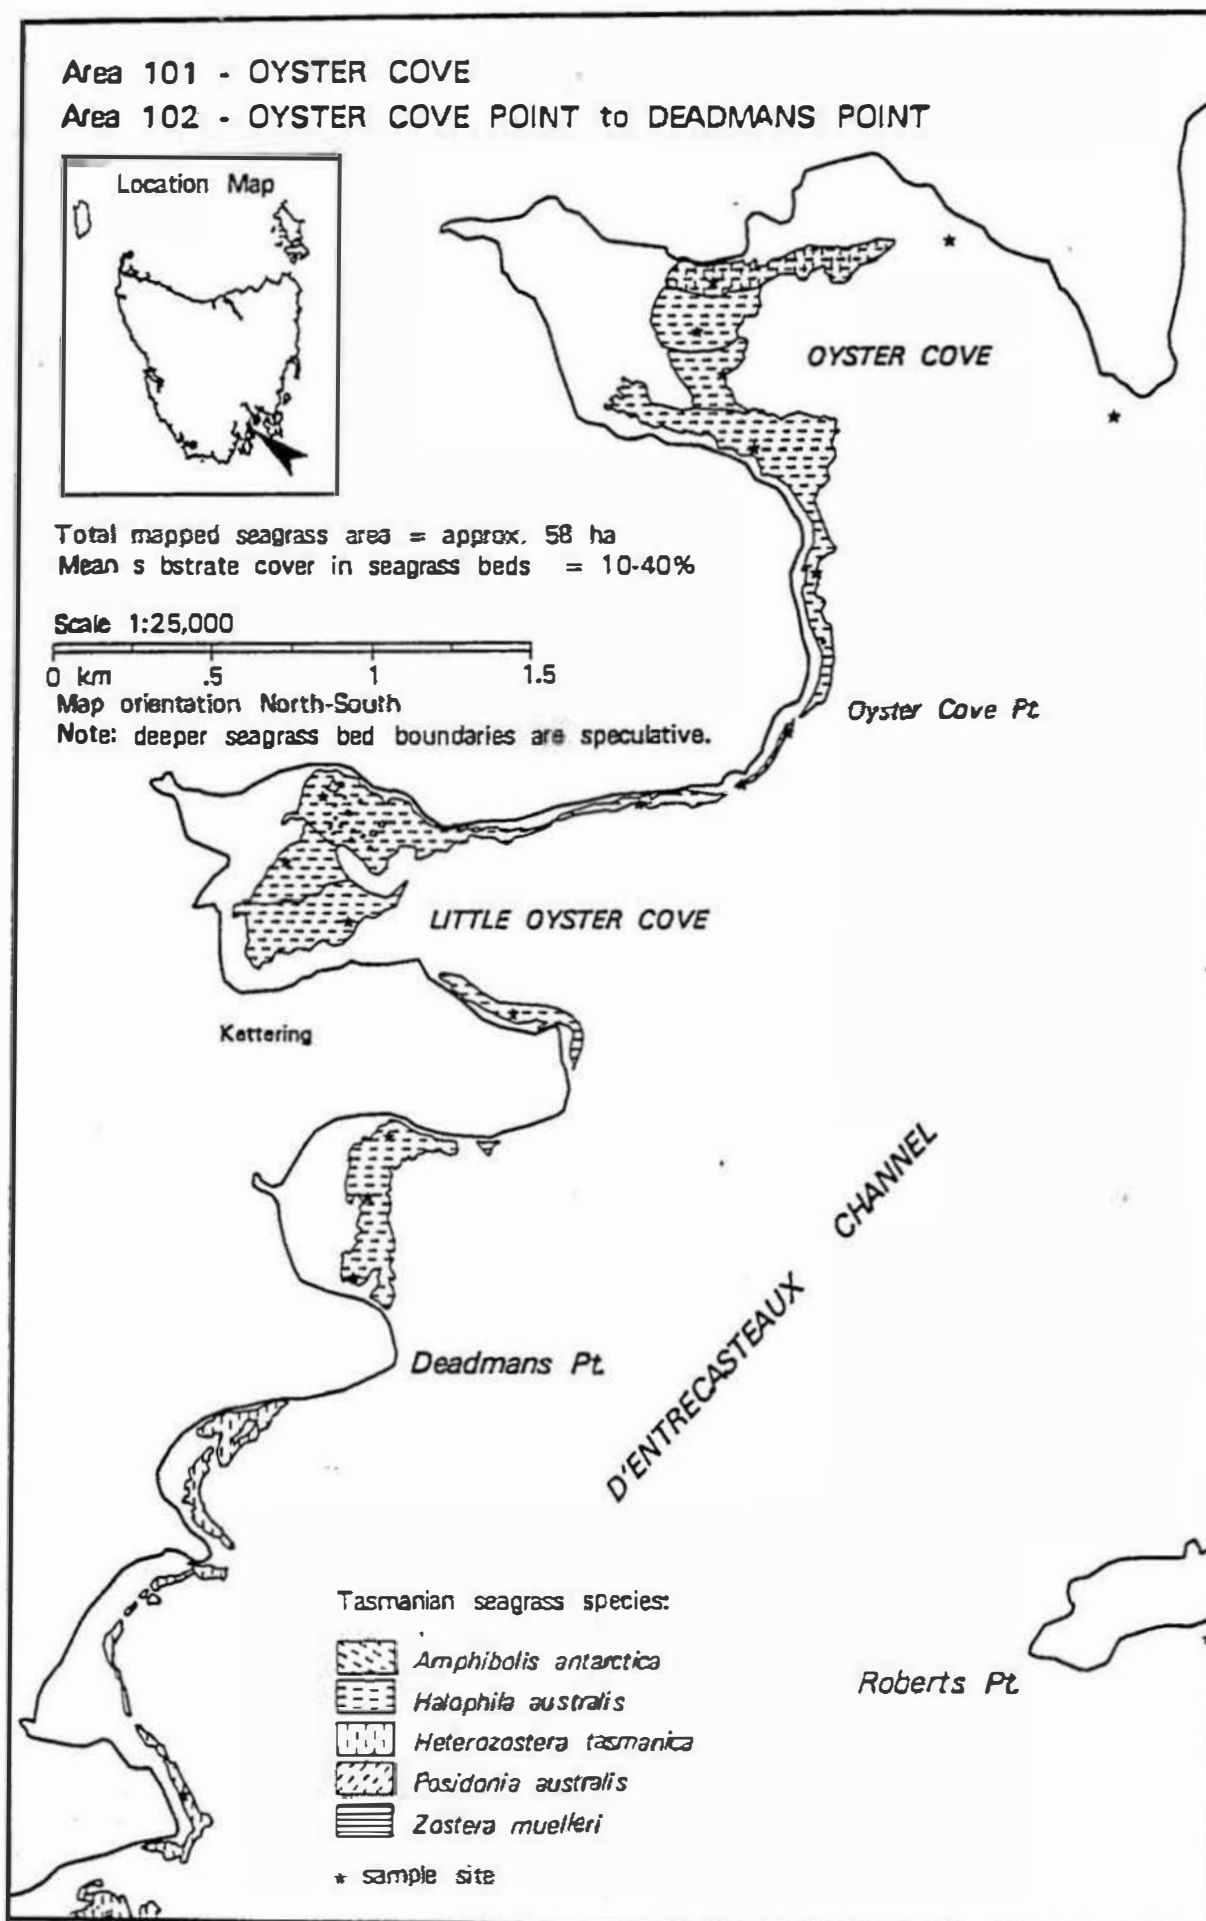 Area 101 - OYSTER COVE
Area 102 - OYSTER COVE POINT to DEADMANS POINT
Location Map
OYSTER COVE
Total mapped seagrass area = approx. 58 ha
Mean s bstrate cover in seagrass beds = 10-40%
Scale 1:25,000
0 km .5 1 1.5
Map orientation North-South
Note: deeper seagrass bed boundaries are speculative.
Oyster Cove Pt
LITTLE OYSTER COVE
Kettering
D'ENTRECASTEAUX CHANNEL
Deadmans Pt.
Roberts Pt.
Tasmanian seagrass species:
Amphibolis antarctica
Halophila australis
Heterozostera tasmanica
Posidonia australis
Zostera muelleri
* sample site